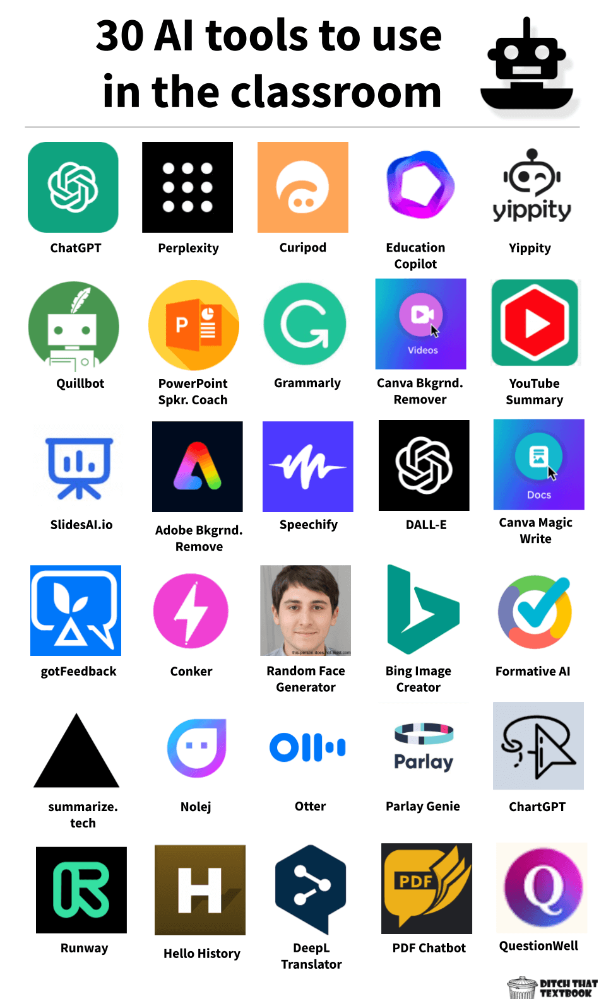 30 AI tools to use
in the classroom
yippity
ChatGPT
Perplexity
Curipod
Education
Copilot
Yippity
P
Videos
Quillbot
PowerPoint
Spkr. Coach
Grammarly
Canva Bkgrnd.
Remover
YouTube
Summary
Docs
SlidesAI.io
Adobe Bkgrnd.
Remove
Speechify
DALL-E
Canva Magic
Write
this-person-does-not-exist.com
gotFeedback
Conker
Random Face
Generator
Bing Image
Creator
Formative AI
Parlay
summarize.
tech
Nolej
Otter
Parlay Genie
ChartGPT
H
PDF
Q
Runway
Hello History
DeepL
Translator
PDF Chatbot
QuestionWell
DITCH THAT
TEXTBOOK